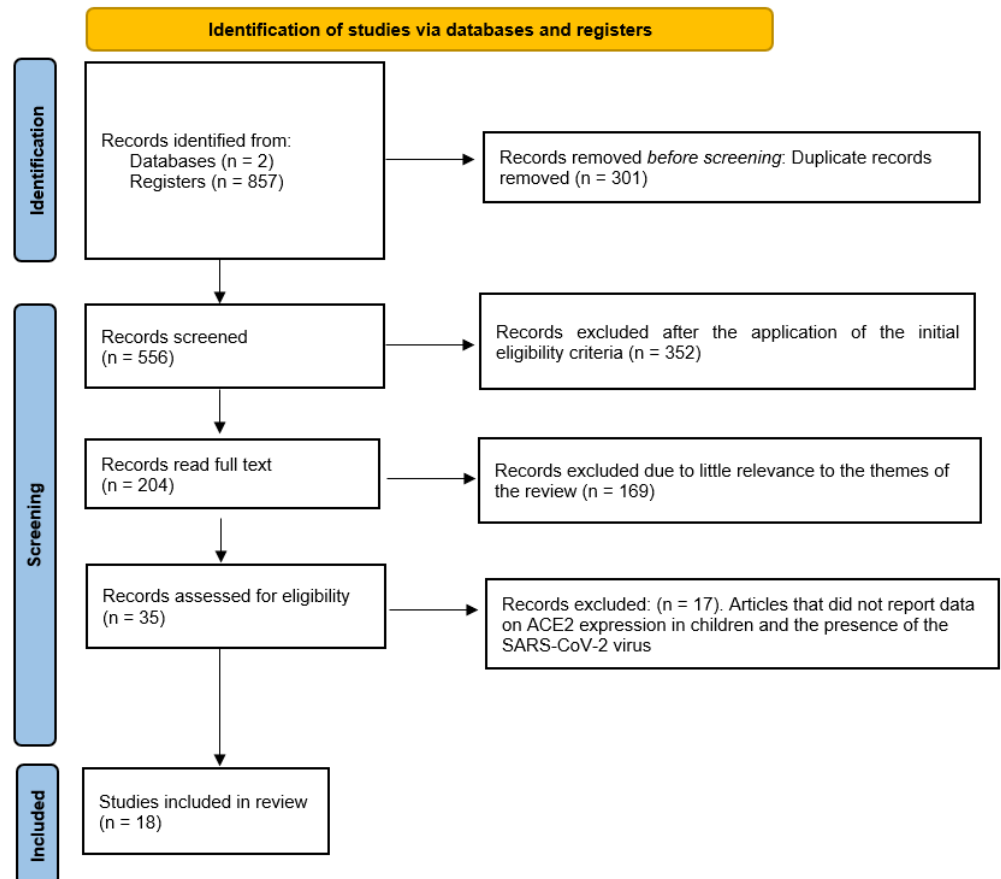 Identification of studies via databases and registers
Identification
Records identified from:
Databases (n = 2)
Registers (n = 857)
Records removed before screening: Duplicate records
removed (n = 301)
Screening
Records screened
(n = 556)
Records excluded after the application of the initial
eligibility criteria (n = 352)
Records read full text
(n = 204)
Records excluded due to little relevance to the themes of
the review (n = 169)
Records assessed for eligibility
(n = 35)
Records excluded: (n = 17). Articles that did not report data
on ACE2 expression in children and the presence of the
SARS-CoV-2 virus
Included
Studies included in review
(n = 18)